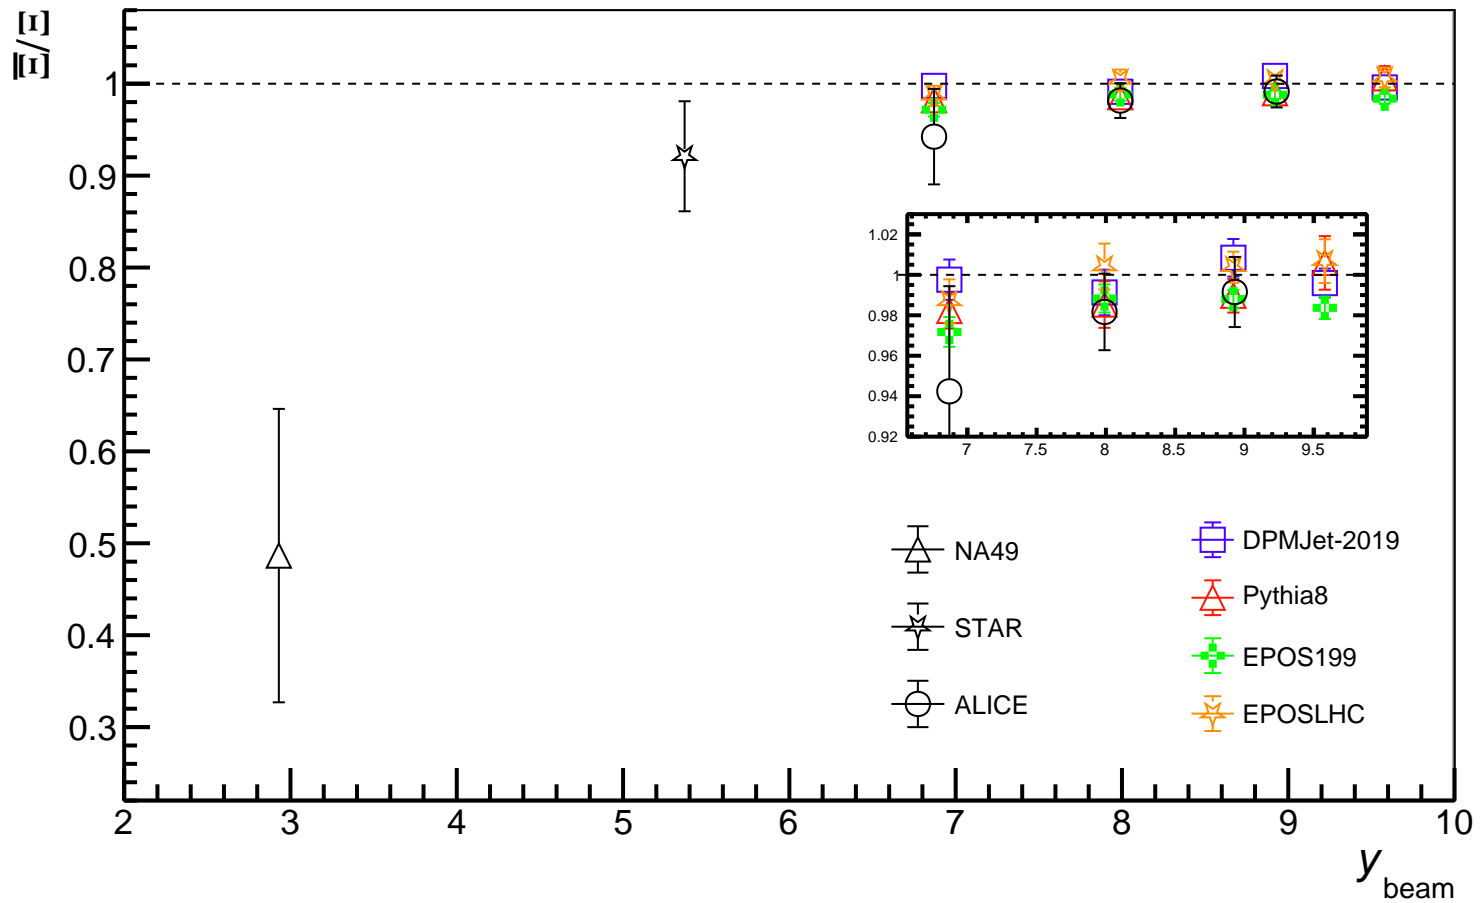 Ξ̅/Ξ
1
0.9
0.8
0.7
0.6
0.5
0.4
0.3
2 3 4 5 6 7 8 9 10
y beam
1.02
1
0.98
0.96
0.94
0.92
7 7.5 8 8.5 9 9.5
NA49
STAR
ALICE
DPMJet-2019
Pythia8
EPOS199
EPOSLHC